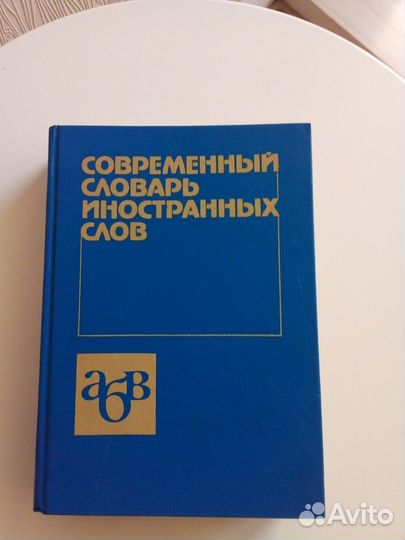 СОВРЕМЕННЫЙ
СЛОВАРЬ
ИНОСТРАННЫХ
СЛОВ
абв
Avito